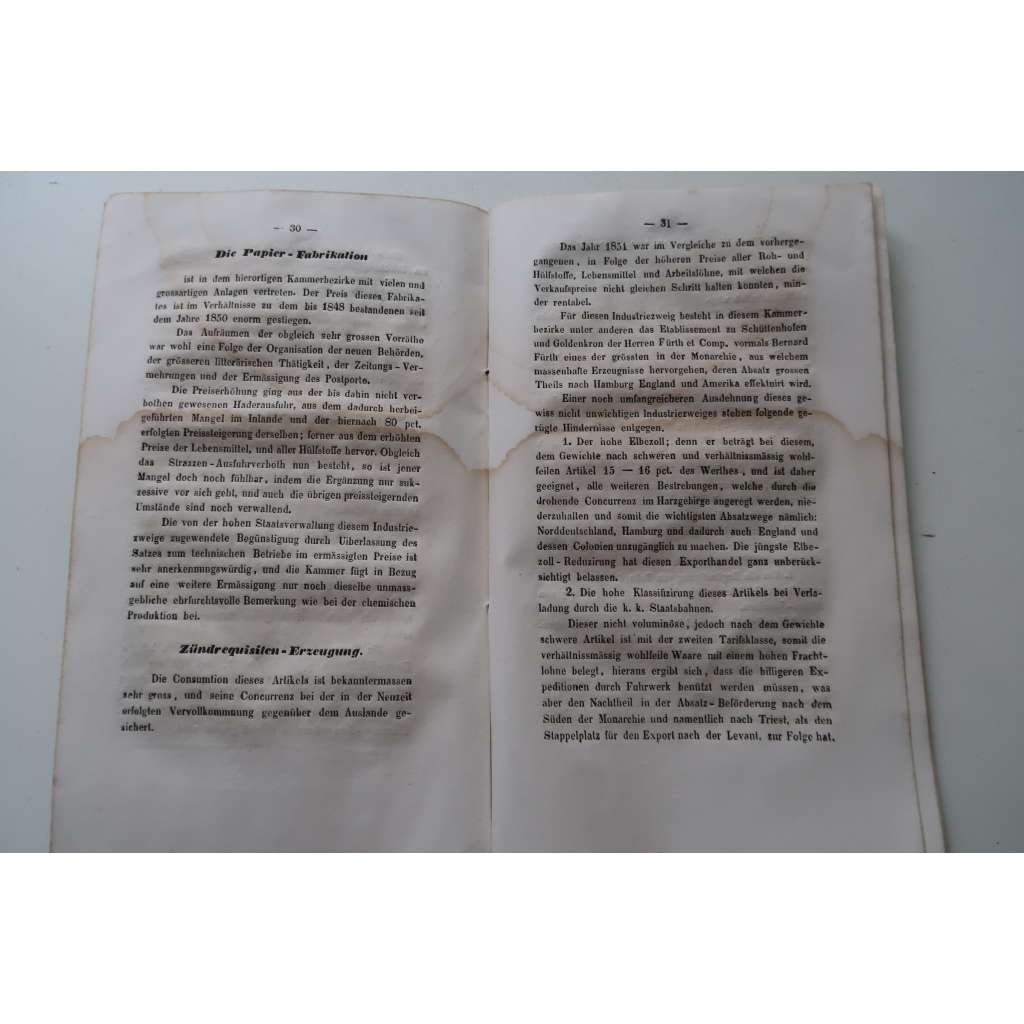 — 30 —
Die Papier-Fabrikation
ist in dem hierortigen Kammerbezirke mit vielen und
grossartigen Anlagen vertreten. Der Preis dieses Fabrika-
tes ist im Verhältnisse zu dem bis 1848 bestandenen seit
dem Jahre 1850 enorm gestiegen.
Das Aufräumen der obgleich sehr grossen Vorräthe
war wohl eine Folge der Organisation der neuen Behörden,
der grösseren litterärischen Thätigkeit, der Zeitungs-Ver-
mehrungen und der Ermässigung des Postporto.
Die Preiserhöhung ging aus der bis dahin nicht ver-
bothen gewesenen Haderausfuhr, aus dem dadurch herbei-
geführten Mangel im Inlande und der hiernach 80 pct.
erfolgten Preissteigerung derselben; ferner aus dem erhöhten
Preise der Lebensmittel, und aller Hülfstoffe hervor. Obgleich
das Strazzen-Ausfuhrverboth nun besteht, so ist jener
Mangel doch noch fühlbar, indem die Ergänzung nur suk-
zessive vor sich geht, und auch die übrigen preissteigernden
Umstände sind noch verwaltend.
Die von der hohen Staatsverwaltung diesem Industrie-
zweige zugewendete Begünstigung durch Uiberlassung des
Salzes zum technischen Betriebe im ermässigten Preise ist
sehr anerkennungswürdig, und die Kammer fügt in Bezug
auf eine weitere Ermässigung nur noch dieselbe unmass-
gebliche ehrfurchtsvolle Bemerkung wie bei der chemischen
Produktion bei.
Zündrequisiten-Erzeugung.
Die Consumtion dieses Artikels ist bekanntermassen
sehr gross, und seine Concurrenz bei der in der Neuzeit
erfolgten Vervollkommnung gegenüber dem Auslande ge-
sichert.
— 31 —
Das Jahr 1851 war im Vergleiche zu dem vorherge-
gangenen, in Folge der höheren Preise aller Roh- und
Hülfstoffe, Lebensmittel und Arbeitslöhne, mit welchen die
Verkaufspreise nicht gleichen Schritt halten konnten, min-
der rentabel.
Für diesen Industriezweig besteht in diesem Kammer-
bezirke unter anderen das Etablissement zu Schüttenhofen
und Goldenkron der Herren Fürth et Comp. vormals Bernard
Fürth eines der grössten in der Monarchie, aus welchem
massenhafte Erzeugnisse hervorgehen, deren Absatz grossen
Theils nach Hamburg England und Amerika effektuirt wird.
Einer noch umfangreicheren Ausdehnung dieses ge-
wiss nicht unwichtigen Industriezweiges stehen folgende ge-
fügte Hindernisse entgegen.
1. Der hohe Elbezoll; denn er beträgt bei diesem,
dem Gewichte nach schweren und verhältnismässig wohl-
feilen Artikel 15 — 16 pct. des Werthes, und ist daher
geeignet, alle weiteren Bestrebungen, welche durch die
drohende Concurrenz im Harzgebirge angeregt werden, nie-
derzuhalten und somit die wichtigsten Absatzwege nämlich:
Norddeutschland, Hamburg und dadurch auch England und
dessen Colonien unzugänglich zu machen. Die jüngste Elbe-
zoll-Reduzirung hat diesen Exporthandel ganz unberück-
sichtigt belassen.
2. Die hohe Klassifizirung dieses Artikels bei Verla-
ladung durch die k. k. Staatsbahnen.
Dieser nicht voluminöse, jedoch nach dem Gewichte
schwere Artikel ist mit der zweiten Tarifsklasse, somit die
verhältnissmässig wohlfeile Waare mit einem hohen Fracht-
lohne belegt, hieraus ergibt sich, dass die billigeren Ex-
peditionen durch Fuhrwerk benützt werden müssen, was
aber den Nachtheil in der Absatz-Beförderung nach dem
Süden der Monarchie und namentlich nach Triest, als den
Stappelplatz für den Export nach der Levant, zur Folge hat.